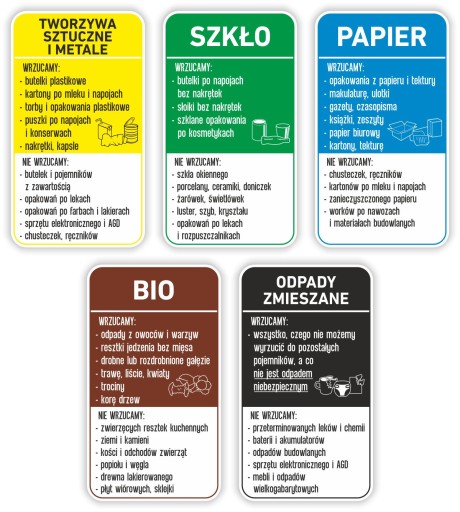 TWORZYWA
SZTUCZNE
I METALE
WRZUCAMY:
- butelki plastikowe
- kartony po mleku i napojach
- torby i opakowania plastikowe
- puszki po napojach
i konserwach
- nakrętki, kapsle
NIE WRZUCAMY:
- butelek i pojemników
z zawartością
- opakowań po lekach
- opakowań po farbach i lakierach
- sprzętu elektronicznego i AGD
- chusteczek, ręczników
SZKŁO
WRZUCAMY:
- butelki po napojach
bez nakrętek
- słoiki bez nakrętek
- szklane opakowania
po kosmetykach
NIE WRZUCAMY:
- szkła okiennego
- porcelany, ceramiki, doniczek
- żarówek, świetlówek
- luster, szyb, kryształu
- opakowań po lekach
i rozpuszczalnikach
PAPIER
WRZUCAMY:
- opakowania z papieru i tektury
- makulaturę, ulotki
- gazety, czasopisma
- książki, zeszyty
- papier biurowy
- kartony, tekturę
NIE WRZUCAMY:
- chusteczek, ręczników
- kartonów po mleku i napojach
- zanieczyszczonego papieru
- worków po nawozach
i materiałach budowlanych
BIO
WRZUCAMY:
- odpady z owoców i warzyw
- resztki jedzenia bez mięsa
- drobne lub rozdrobnione gałęzie
- trawę, liście, kwiaty
- trociny
- korę drzew
NIE WRZUCAMY:
- zwierzęcych resztek kuchennych
- ziemi i kamieni
- kości i odchodów zwierząt
- popiołu i węgla
- drewna lakierowanego
- płyt wiórowych, sklejki
ODPADY
ZMIESZANE
WRZUCAMY:
- wszystko, czego nie możemy
wyrzucić do pozostałych
pojemników, a co
nie jest odpadem
niebezpiecznym
NIE WRZUCAMY:
- przeterminowanych leków i chemii
- baterii i akumulatorów
- odpadów budowlanych
- sprzętu elektronicznego i AGD
- mebli i odpadów
wielkogabarytowych